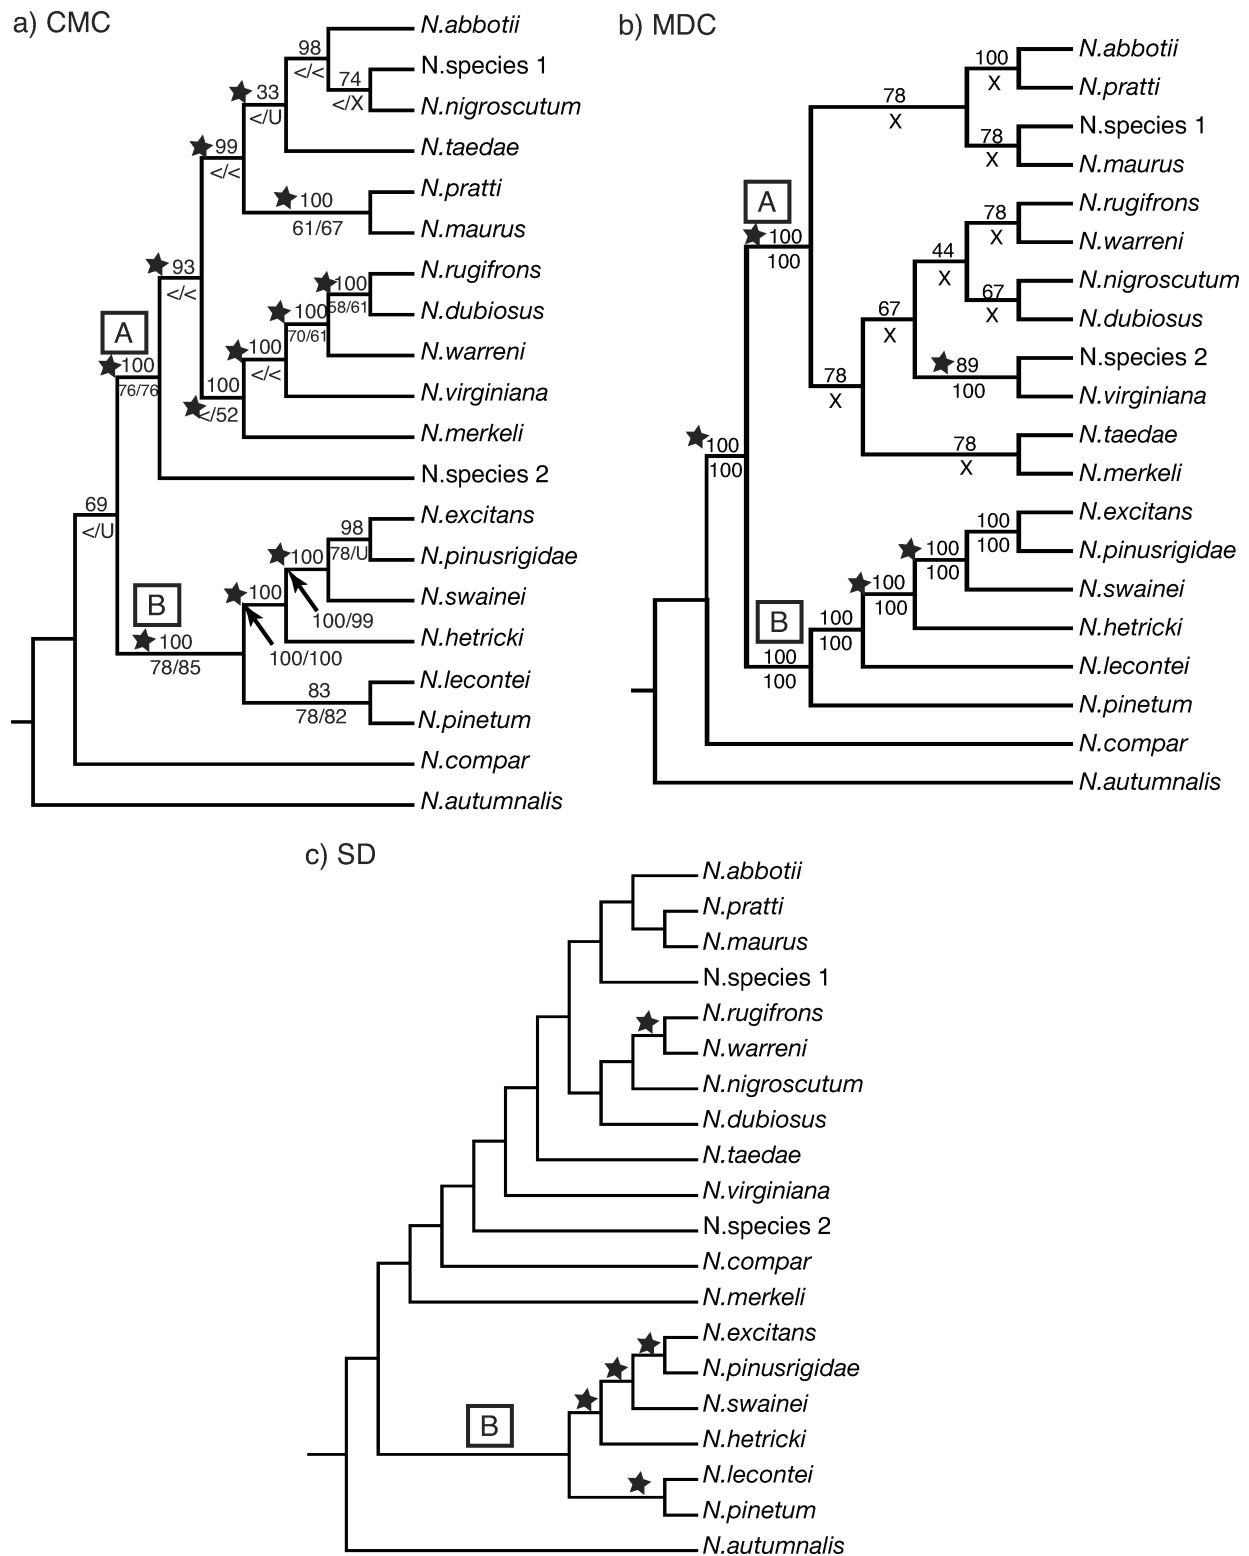 a) CMC
N.abbotii
98
</<
N.species 1
74
</X
N.nigroscutum
33
</U
N.taedae
99
</<
N.pratti
100
61/67
N.maurus
93
</<
N.rugifrons
100
58/61
N.dubiosus
100
70/61
N.warreni
100
</<
N.virginiana
100
</52
N.merkeli
A
100
76/76
N.species 2
69
</U
N.excitans
98
78/U
N.pinusrigidae
100
N.swainei
100
100/99
B
N.hetricki
100
78/85
100/100
N.lecontei
83
78/82
N.pinetum
N.compar
N.autumnalis
b) MDC
N.abbotii
100
X
N.pratti
78
X
N.species 1
78
X
N.maurus
A
100
100
N.rugifrons
78
X
N.warreni
44
X
N.nigroscutum
67
X
N.dubiosus
67
X
N.species 2
89
100
N.virginiana
78
X
N.taedae
78
X
N.merkeli
100
100
N.excitans
100
100
N.pinusrigidae
100
100
N.swainei
100
100
N.hetricki
B
100
100
N.lecontei
100
100
N.pinetum
N.compar
N.autumnalis
c) SD
N.abbotii
N.pratti
N.maurus
N.species 1
N.rugifrons
N.warreni
N.nigroscutum
N.dubiosus
N.taedae
N.virginiana
N.species 2
N.compar
N.merkeli
N.excitans
N.pinusrigidae
N.swainei
B
N.hetricki
N.lecontei
N.pinetum
N.autumnalis